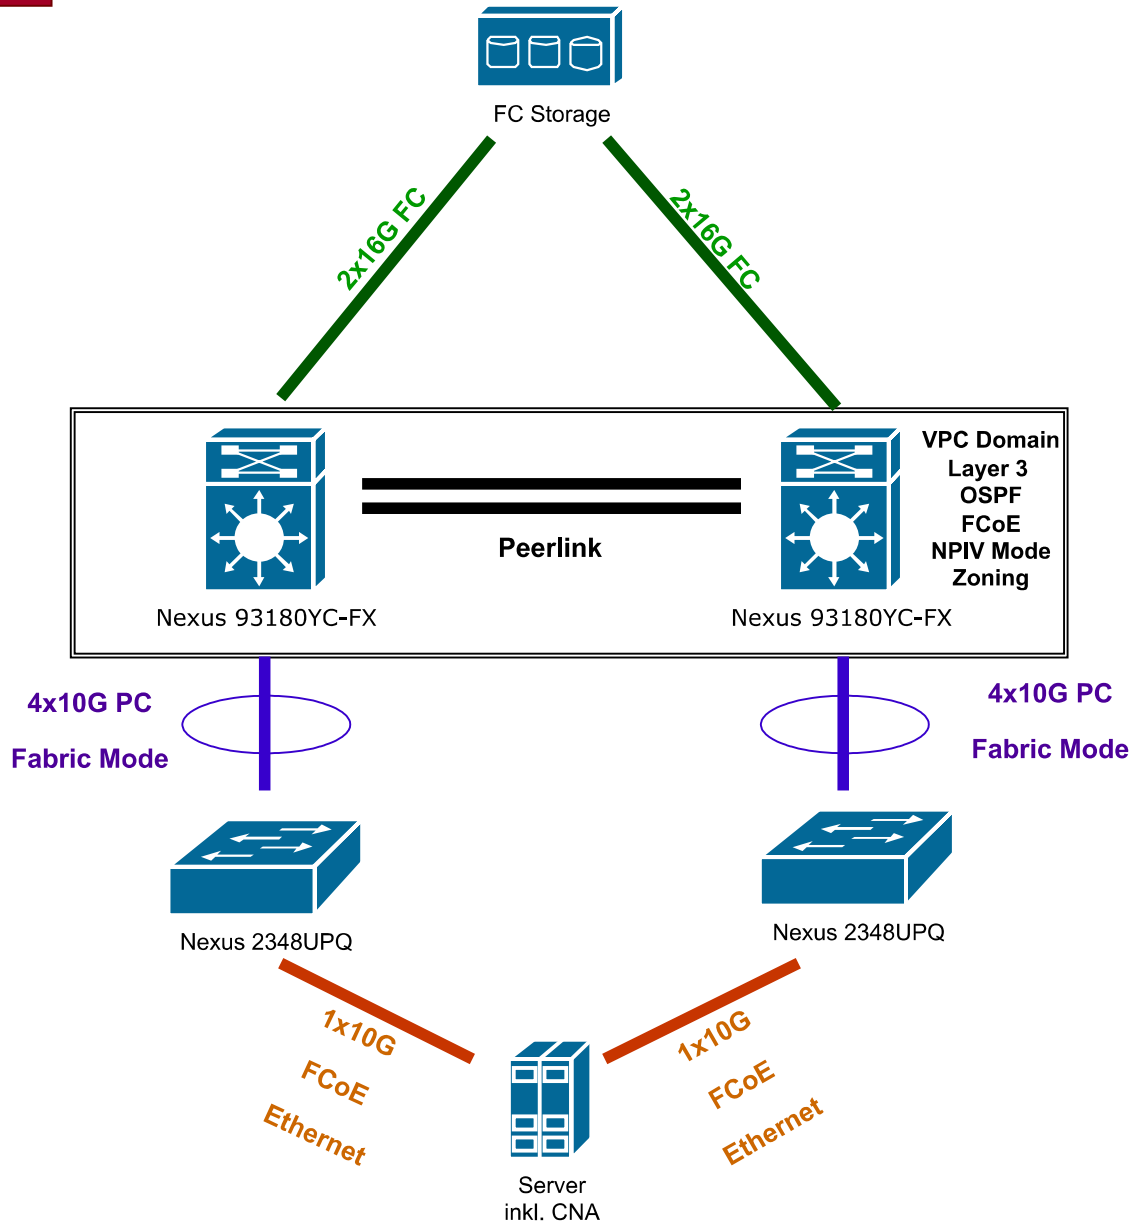 FC Storage
2x16G FC
2x16G FC
VPC Domain
Layer 3
OSPF
FCoE
NPIV Mode
Zoning
Peerlink
Nexus 93180YC-FX
Nexus 93180YC-FX
4x10G PC
Fabric Mode
4x10G PC
Fabric Mode
Nexus 2348UPQ
Nexus 2348UPQ
1x10G
FCoE
Ethernet
1x10G
FCoE
Ethernet
Server
inkl. CNA